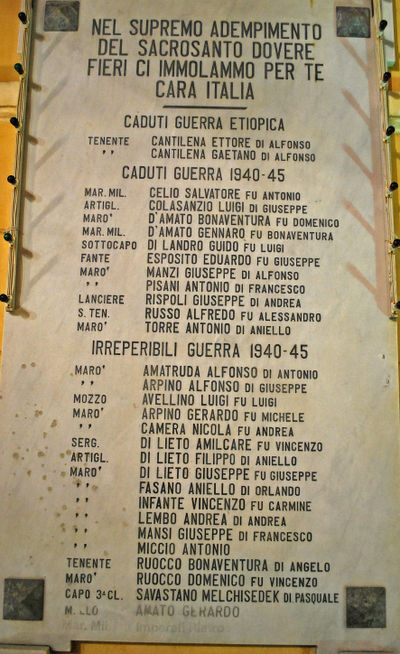 NEL SUPREMO ADEMPIMENTO
DEL SACROSANTO DOVERE
FIERI CI IMMOLAMMO PER TE
CARA ITALIA
CADUTI GUERRA ETIOPICA
TENENTE CANTILENA ETTORE DI ALFONSO
" CANTILENA GAETANO DI ALFONSO
CADUTI GUERRA 1940-45
MAR. MIL. CELIO SALVATORE FU ANTONIO
ARTIGL. COLASANZIO LUIGI DI GIUSEPPE
MARO' D'AMATO BONAVENTURA FU DOMENICO
MAR. MIL. D'AMATO GENNARO FU BONAVENTURA
SOTTOCAPO DI LANDRO GUIDO FU LUIGI
FANTE ESPOSITO EDUARDO FU GIUSEPPE
MARO' MANZI GIUSEPPE DI ALFONSO
" PISANI ANTONIO DI FRANCESCO
LANCIERE RISPOLI GIUSEPPE DI ANDREA
S. TEN. RUSSO ALFREDO FU ALESSANDRO
MARO' TORRE ANTONIO DI ANIELLO
IRREPERIBILI GUERRA 1940-45
MARO' AMATRUDA ALFONSO DI ANTONIO
" ARPINO ALFONSO DI GIUSEPPE
MOZZO AVELLINO LUIGI FU LUIGI
MARO' ARPINO GERARDO FU MICHELE
" CAMERA NICOLA FU ANDREA
SERG. DI LIETO AMILCARE FU VINCENZO
ARTIGL. DI LIETO FILIPPO DI ANIELLO
MARO' DI LIETO GIUSEPPE FU GIUSEPPE
" FASANO ANIELLO DI ORLANDO
" INFANTE VINCENZO FU CARMINE
" LEMBO ANDREA DI ANDREA
" MANSI GIUSEPPE DI FRANCESCO
" MICCIO ANTONIO
TENENTE RUOCCO BONAVENTURA DI ANGELO
MARO' RUOCCO DOMENICO FU VINCENZO
CAPO 3ª CL. SAVASTANO MELCHISEDEK DI PASQUALE
M.LLO AMATO GERARDO
Mar. Mil.